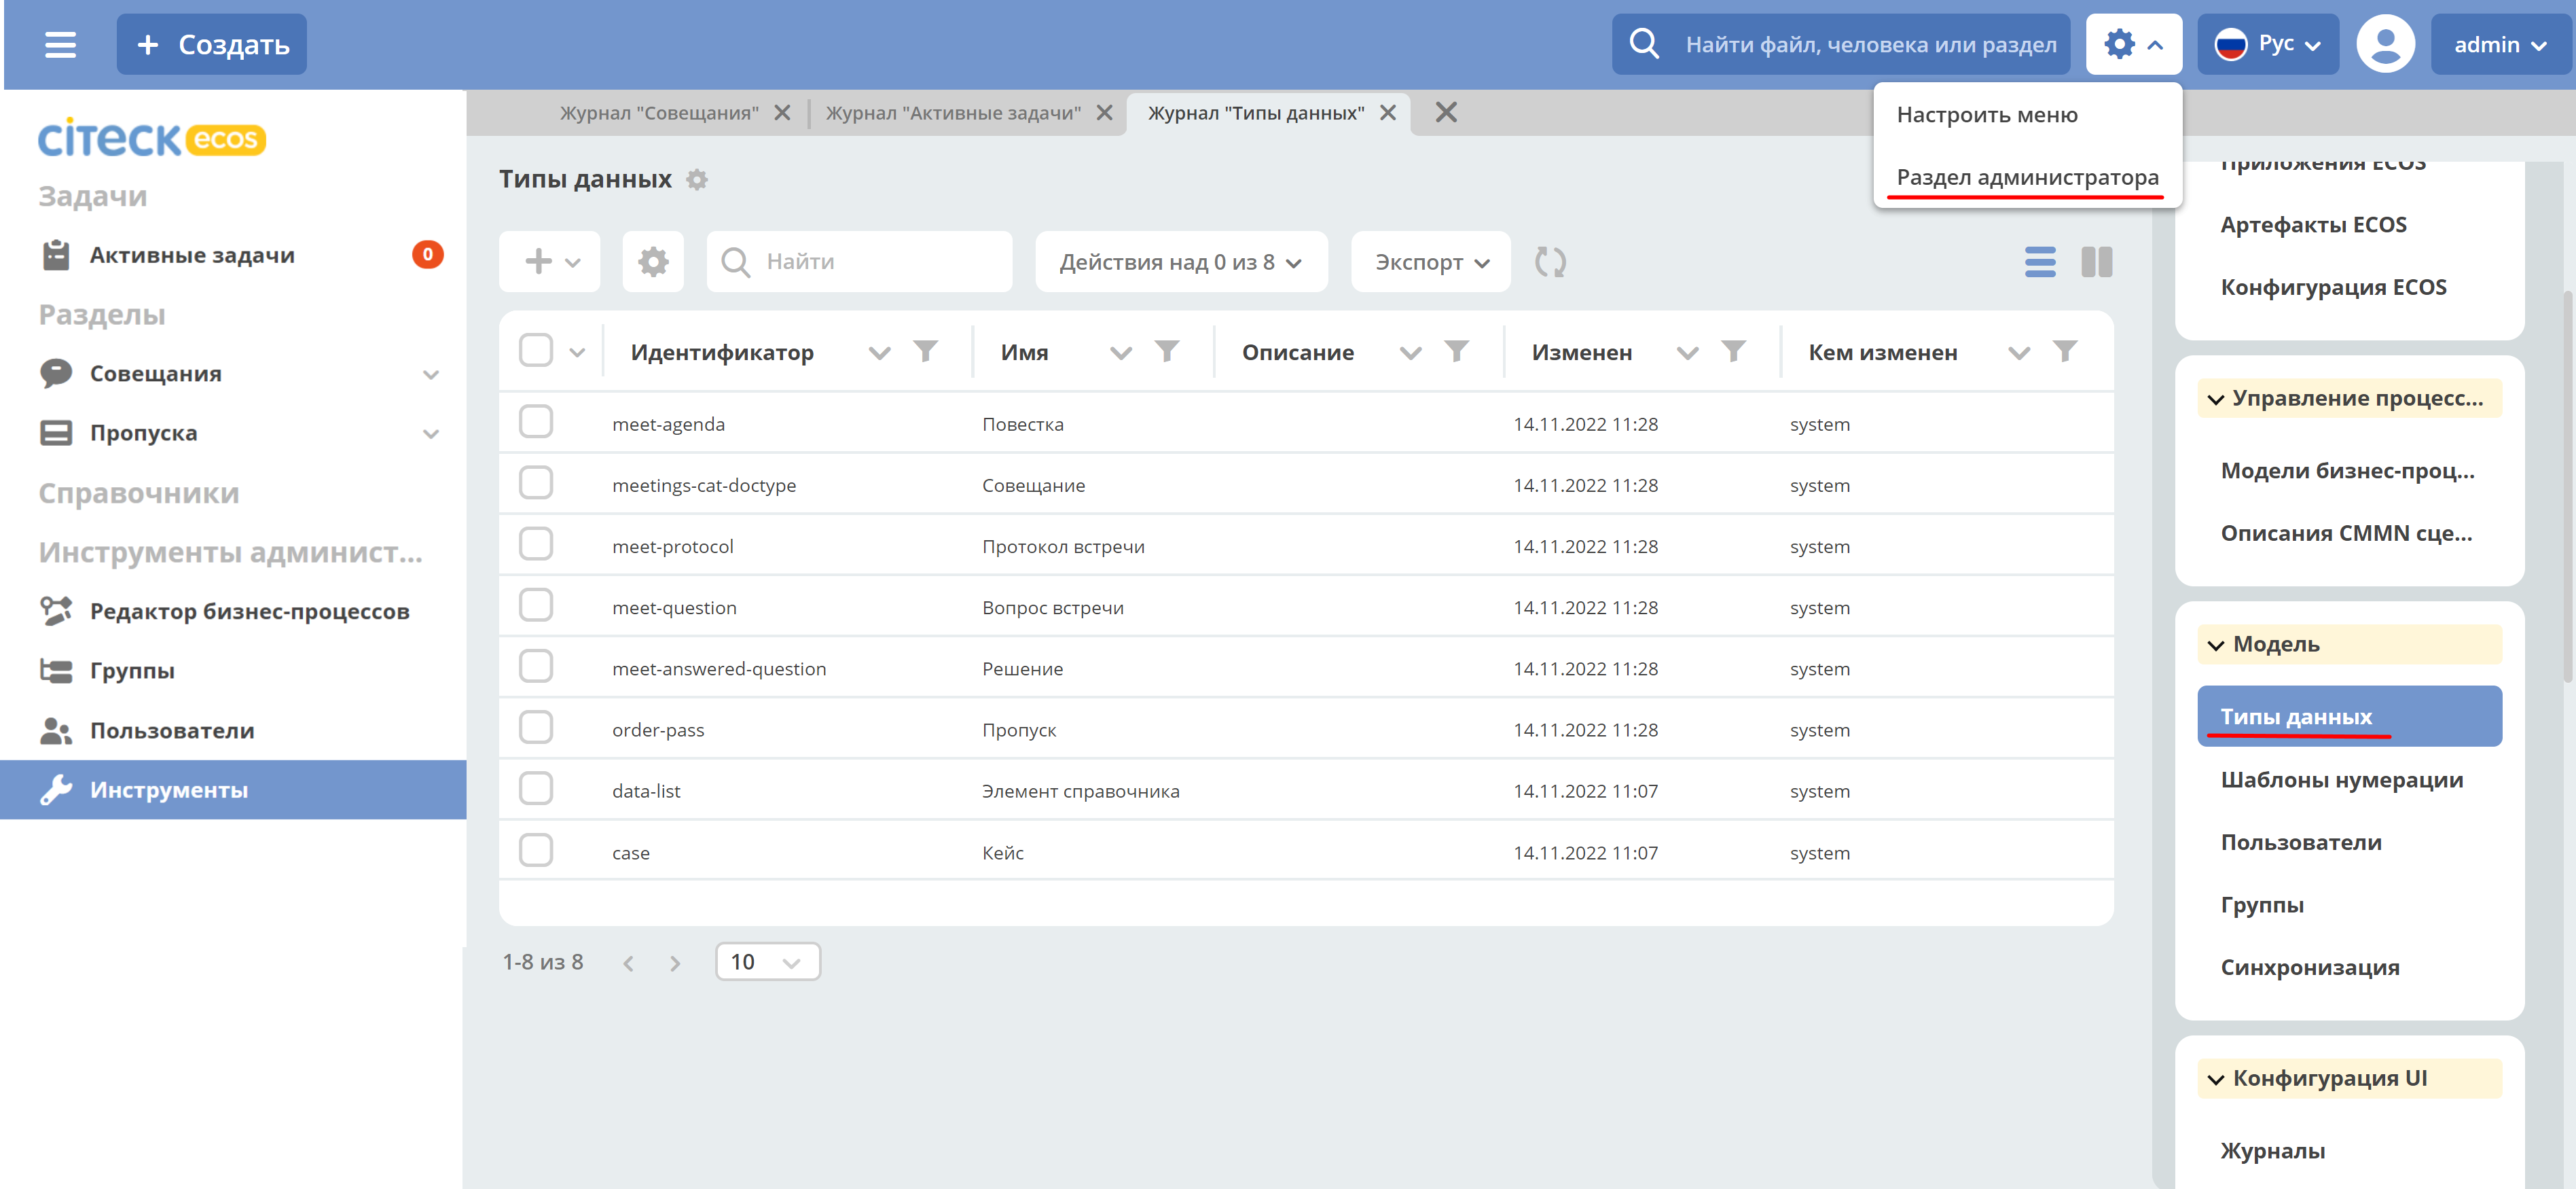 Создать
Найти файл, человека или раздел
Рус
admin
Настроить меню
Раздел администратора
citeck ecos
Задачи
Активные задачи
0
Разделы
Совещания
Пропуска
Справочники
Инструменты админист...
Редактор бизнес-процессов
Группы
Пользователи
Инструменты
Журнал "Совещания"
Журнал "Активные задачи"
Журнал "Типы данных"
Типы данных
Найти
Действия над 0 из 8
Экспорт
Идентификатор Имя Описание Изменен Кем изменен
meet-agenda Повестка 14.11.2022 11:28 system
meetings-cat-doctype Совещание 14.11.2022 11:28 system
meet-protocol Протокол встречи 14.11.2022 11:28 system
meet-question Вопрос встречи 14.11.2022 11:28 system
meet-answered-question Решение 14.11.2022 11:28 system
order-pass Пропуск 14.11.2022 11:28 system
data-list Элемент справочника 14.11.2022 11:07 system
case Кейс 14.11.2022 11:07 system
1-8 из 8
10
Приложения ECOS
Артефакты ECOS
Конфигурация ECOS
Управление процесс...
Модели бизнес-проц...
Описания CMMN сце...
Модель
Типы данных
Шаблоны нумерации
Пользователи
Группы
Синхронизация
Конфигурация UI
Журналы